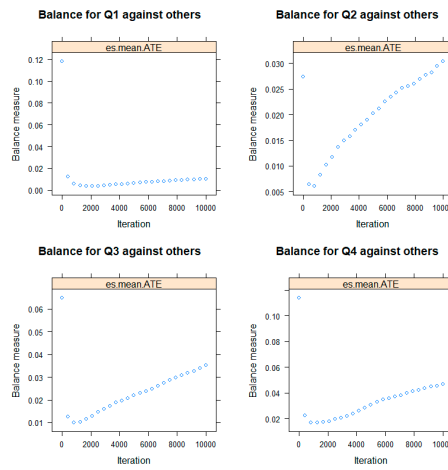 Balance for Q1 against others
es.mean.ATE
Balance measure
0.12
0.10
0.08
0.06
0.04
0.02
0.00
0 2000 4000 6000 8000 10000
Iteration
Balance for Q2 against others
es.mean.ATE
Balance measure
0.030
0.025
0.020
0.015
0.010
0.005
0 2000 4000 6000 8000 10000
Iteration
Balance for Q3 against others
es.mean.ATE
Balance measure
0.06
0.05
0.04
0.03
0.02
0.01
0 2000 4000 6000 8000 10000
Iteration
Balance for Q4 against others
es.mean.ATE
Balance measure
0.10
0.08
0.06
0.04
0.02
0 2000 4000 6000 8000 10000
Iteration